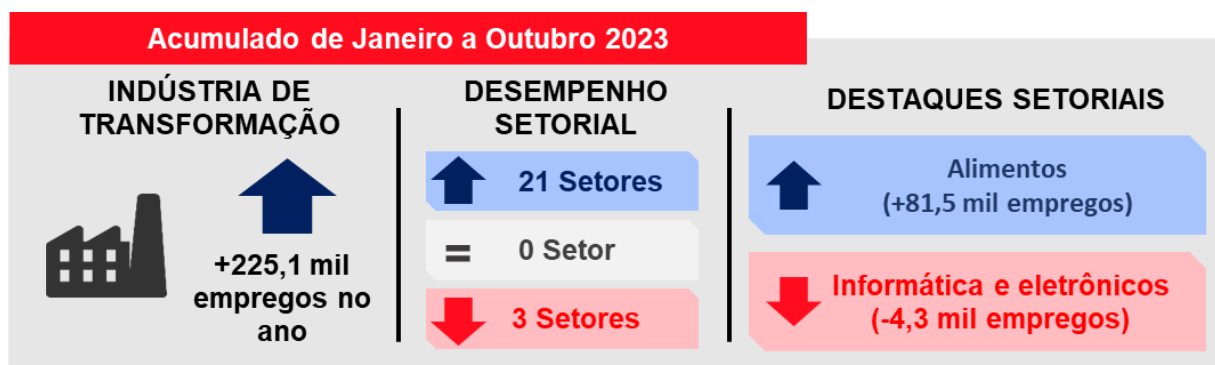 Acumulado de Janeiro a Outubro 2023
INDÚSTRIA DE
TRANSFORMAÇÃO
+225,1 mil
empregos no
ano
DESEMPENHO
SETORIAL
21 Setores
= 0 Setor
3 Setores
DESTAQUES SETORIAIS
Alimentos
(+81,5 mil empregos)
Informática e eletrônicos
(-4,3 mil empregos)